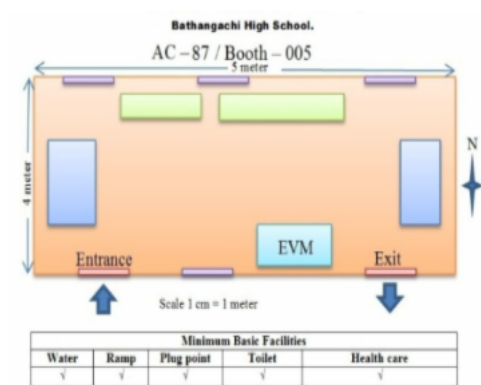 Bathangachi High School.
AC – 87 / Booth – 005
5 meter
4 meter
N
EVM
Entrance
Exit
Scale 1 cm = 1 meter
Minimum Basic Facilities
Water Ramp Plug point Toilet Health care
√ √ √ √ √